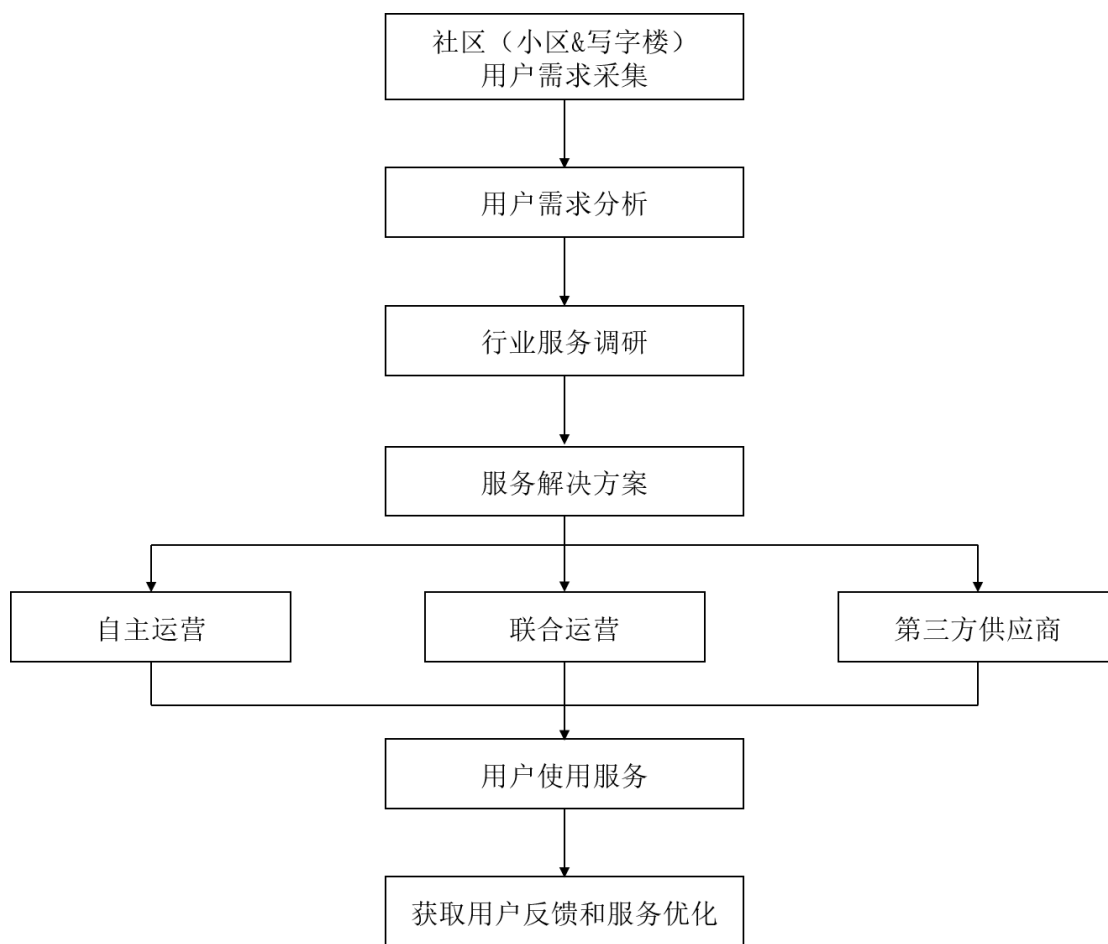 社区（小区&写字楼）
用户需求采集
用户需求分析
行业服务调研
服务解决方案
自主运营
联合运营
第三方供应商
用户使用服务
获取用户反馈和服务优化